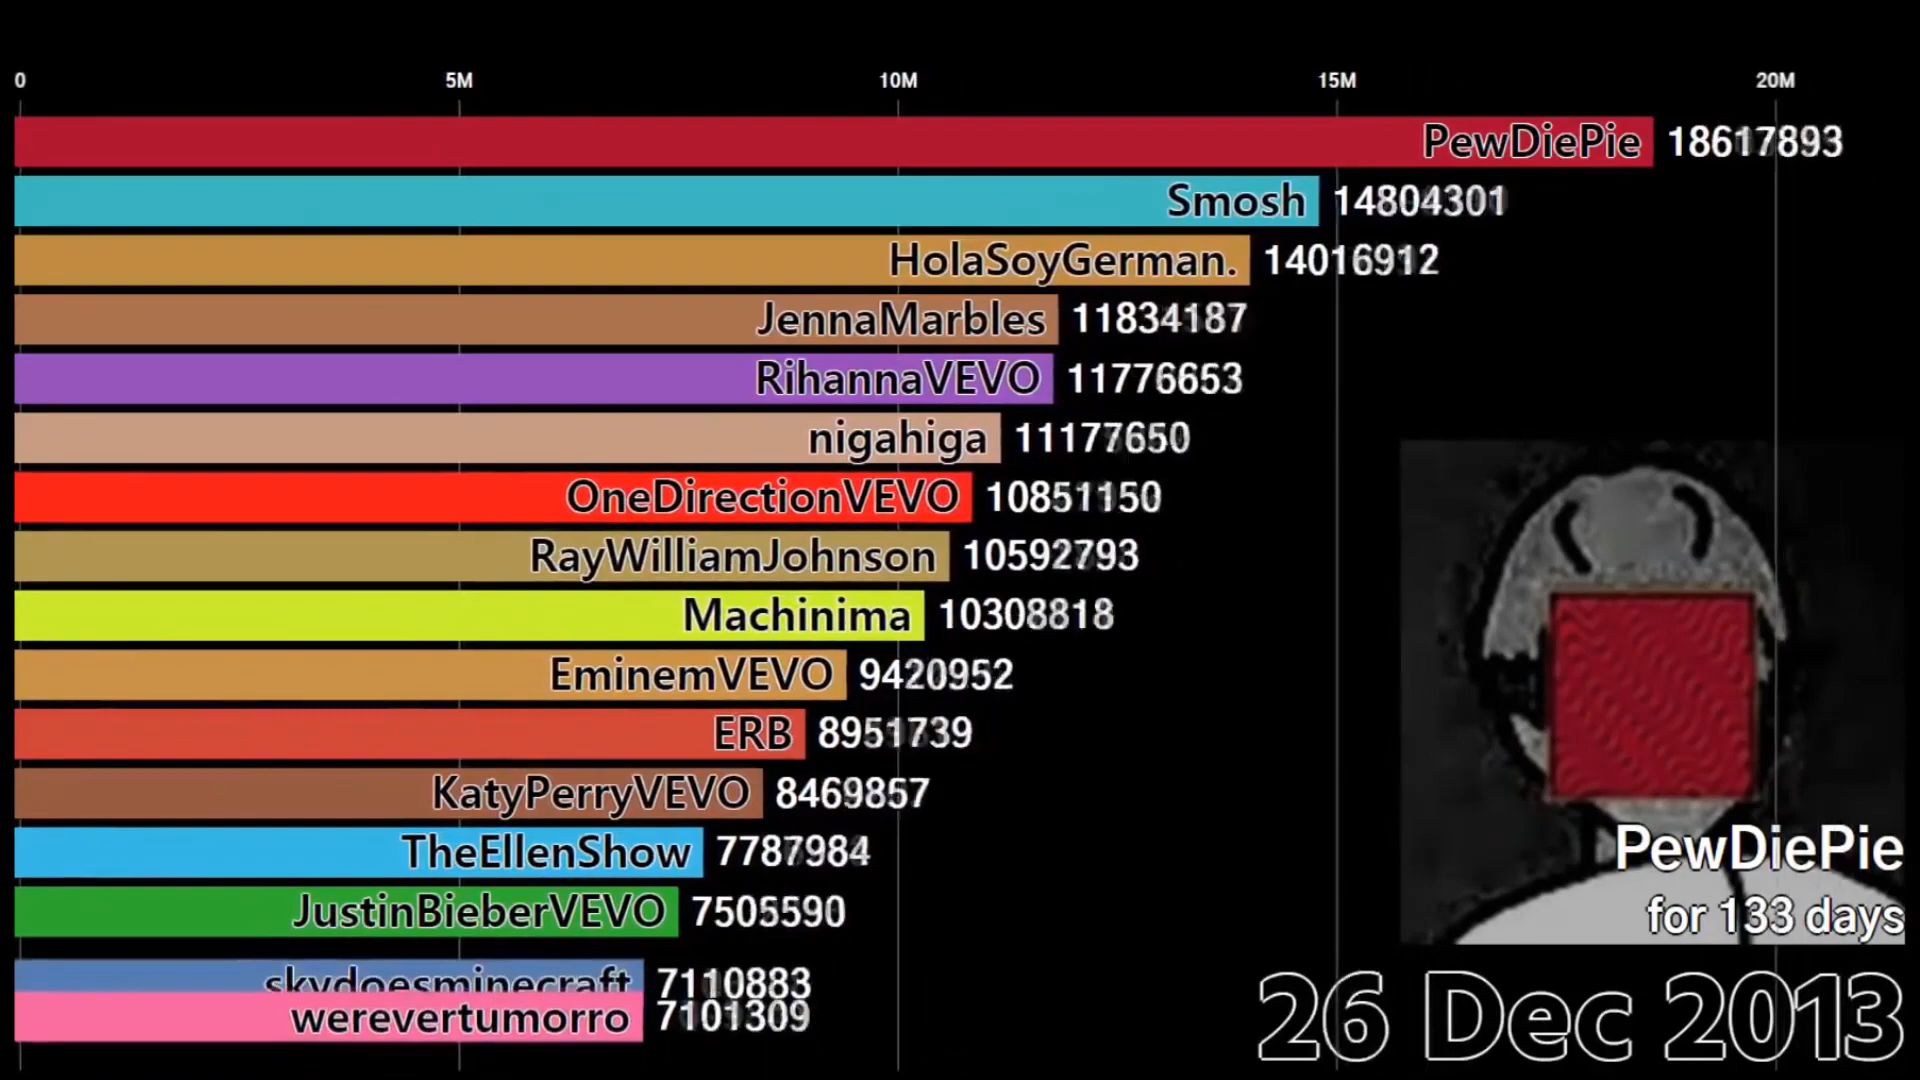 0 5M 10M 15M 20M
PewDiePie 18617893
Smosh 14804301
HolaSoyGerman. 14016912
JennaMarbles 11834187
RihannaVEVO 11776653
nigahiga 11177650
OneDirectionVEVO 10851150
RayWilliamJohnson 10592793
Machinima 10308818
EminemVEVO 9420952
ERB 8951739
KatyPerryVEVO 8469857
TheEllenShow 7787984
JustinBieberVEVO 7505590
skydoesminecraft 7110883
werevertumorro 7101309
PewDiePie
for 133 days
26 Dec 2013